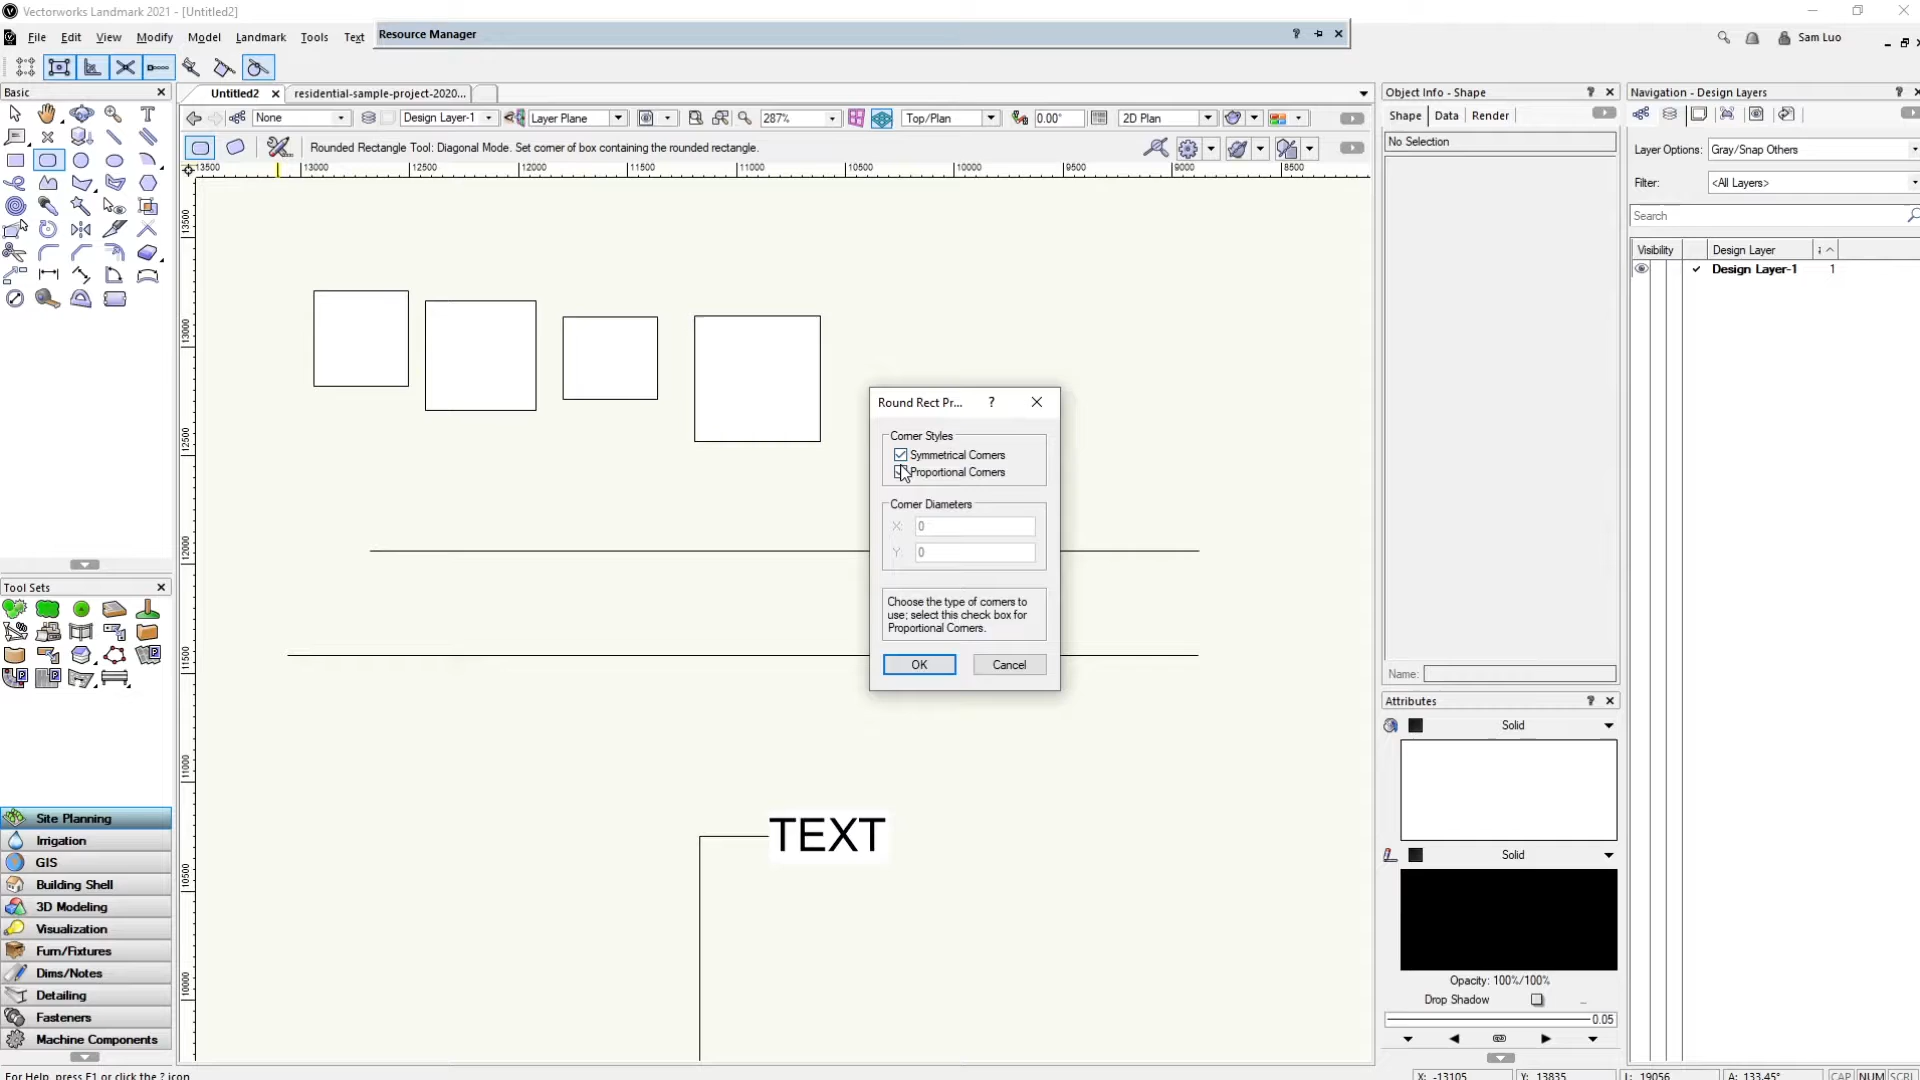 Vectorworks Landmark 2021 - [Untitled2]
File Edit View Modify Model Landmark Tools Text
Resource Manager
Sam Luo
Basic
Untitled2
residential-sample-project-2020...
None
Design Layer-1
Layer Plane
287%
Top/Plan
0.00°
2D Plan
Rounded Rectangle Tool: Diagonal Mode. Set corner of box containing the rounded rectangle.
13500 13000 12500 12000 11500 11000 10500 10000 9500 9000 8500
13500
13000
12500
12000
11500
11000
10500
10000
Round Rect Pr...
Corner Styles
Symmetrical Corners
Proportional Corners
Corner Diameters
X: 0
Y: 0
Choose the type of corners to
use; select this check box for
Proportional Corners.
OK
Cancel
TEXT
Tool Sets
Site Planning
Irrigation
GIS
Building Shell
3D Modeling
Visualization
Furn/Fixtures
Dims/Notes
Detailing
Fasteners
Machine Components
Object Info - Shape
Shape Data Render
No Selection
Name:
Attributes
Solid
Solid
Opacity: 100%/100%
Drop Shadow
0.05
Navigation - Design Layers
Layer Options: Gray/Snap Others
Filter: <All Layers>
Search
Visibility Design Layer
Design Layer-1 1
For Help, press F1 or click the ? icon
X: -13105 Y: 13835 L: 19056 A: 133.45° CAP NUM SCRL